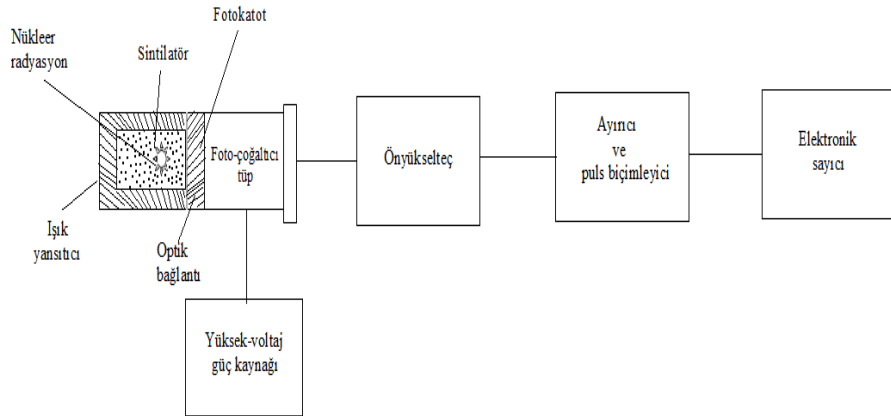 Fotokatot
Nükleer
radyasyon
Sintilatör
Foto-çoğaltıcı
tüp
Önyükselteç
Ayırıcı
ve
puls biçimleyici
Elektronik
sayıcı
Işık
yansıtıcı
Optik
bağlantı
Yüksek-voltaj
güç kaynağı